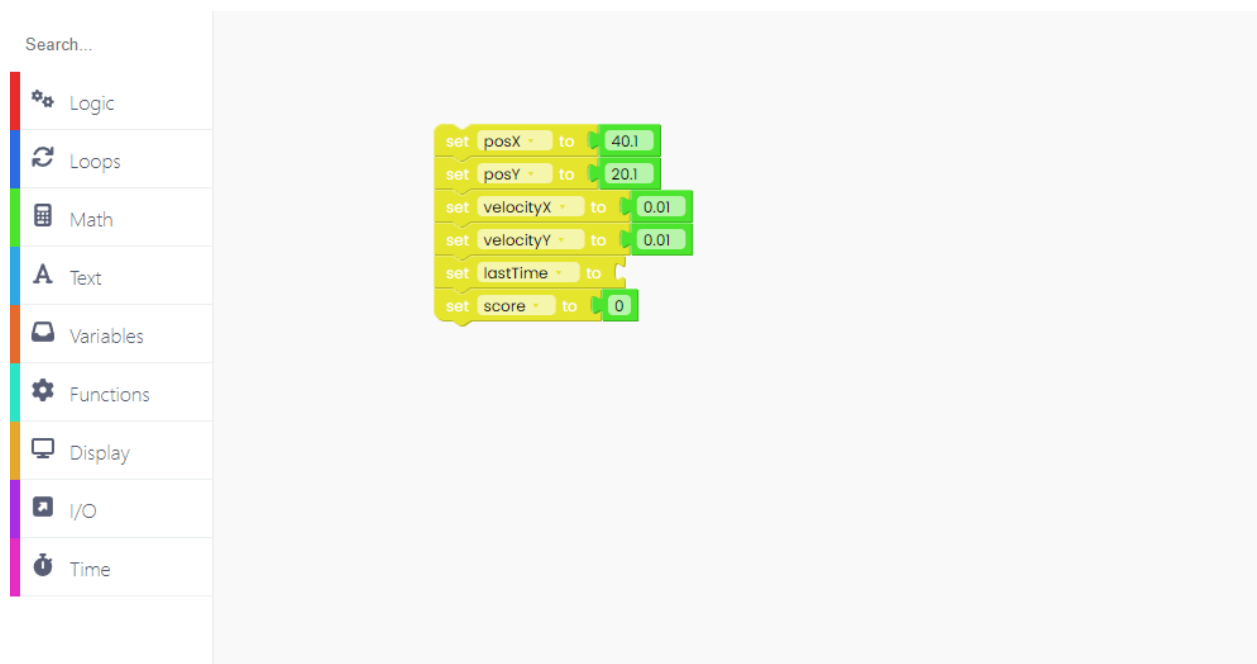 Search...
Logic
Loops
Math
Text
Variables
Functions
Display
I/O
Time
set posX to 40.1
set posY to 20.1
set velocityX to 0.01
set velocityY to 0.01
set lastTime to
set score to 0